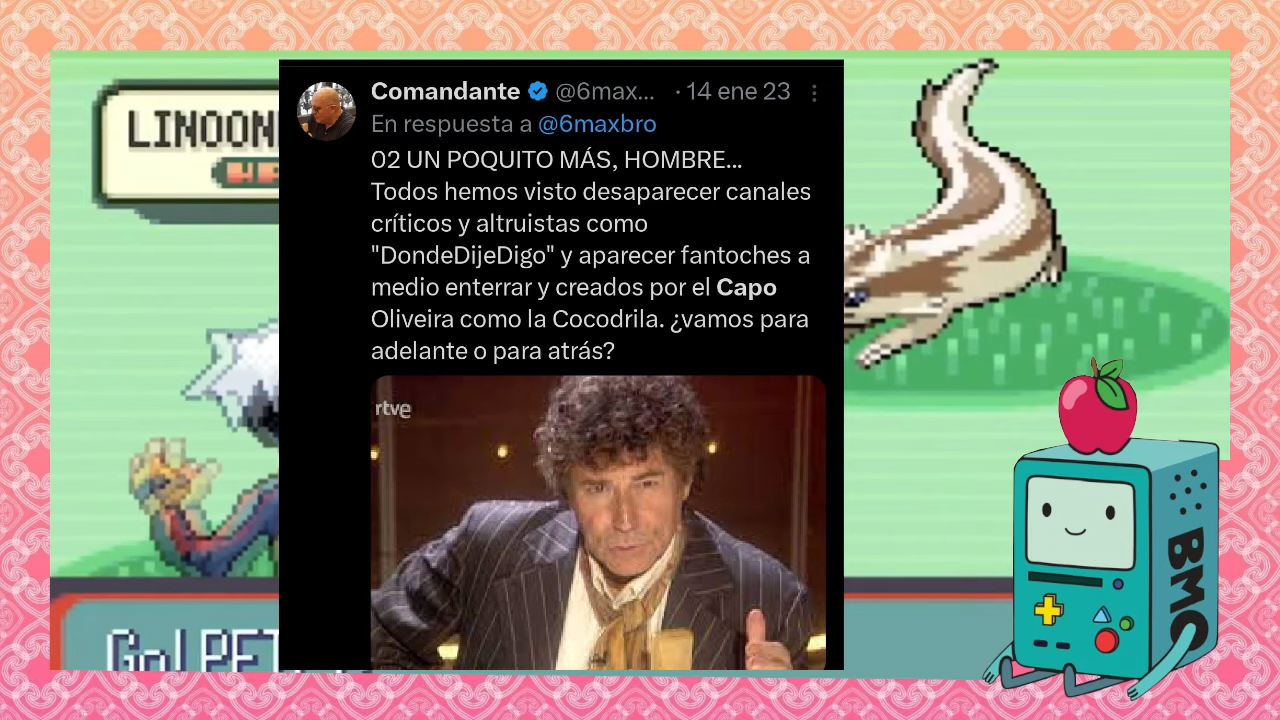 LINOON
HP
Comandante @6max... · 14 ene 23
En respuesta a @6maxbro
02 UN POQUITO MÁS, HOMBRE...
Todos hemos visto desaparecer canales
críticos y altruistas como
"DondeDijeDigo" y aparecer fantoches a
medio enterrar y creados por el Capo
Oliveira como la Cocodrila. ¿vamos para
adelante o para atrás?
rtve
BMO